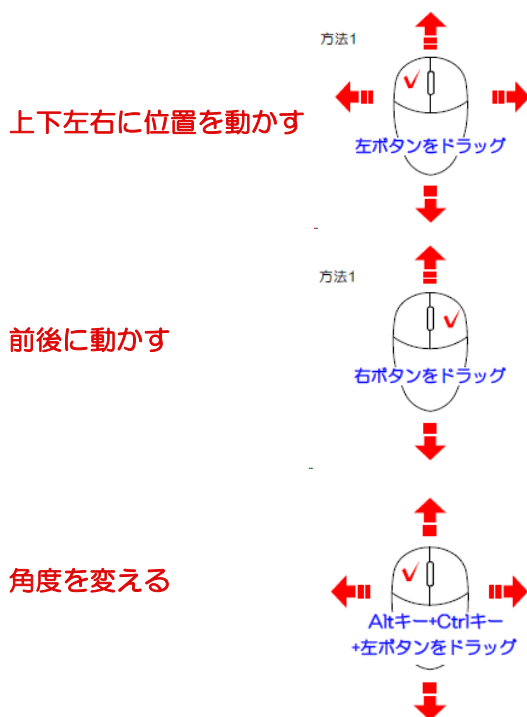 方法1
上下左右に位置を動かす
左ボタンをドラッグ
方法1
前後に動かす
右ボタンをドラッグ
角度を変える
Altキー+Ctrlキー
+左ボタンをドラッグ